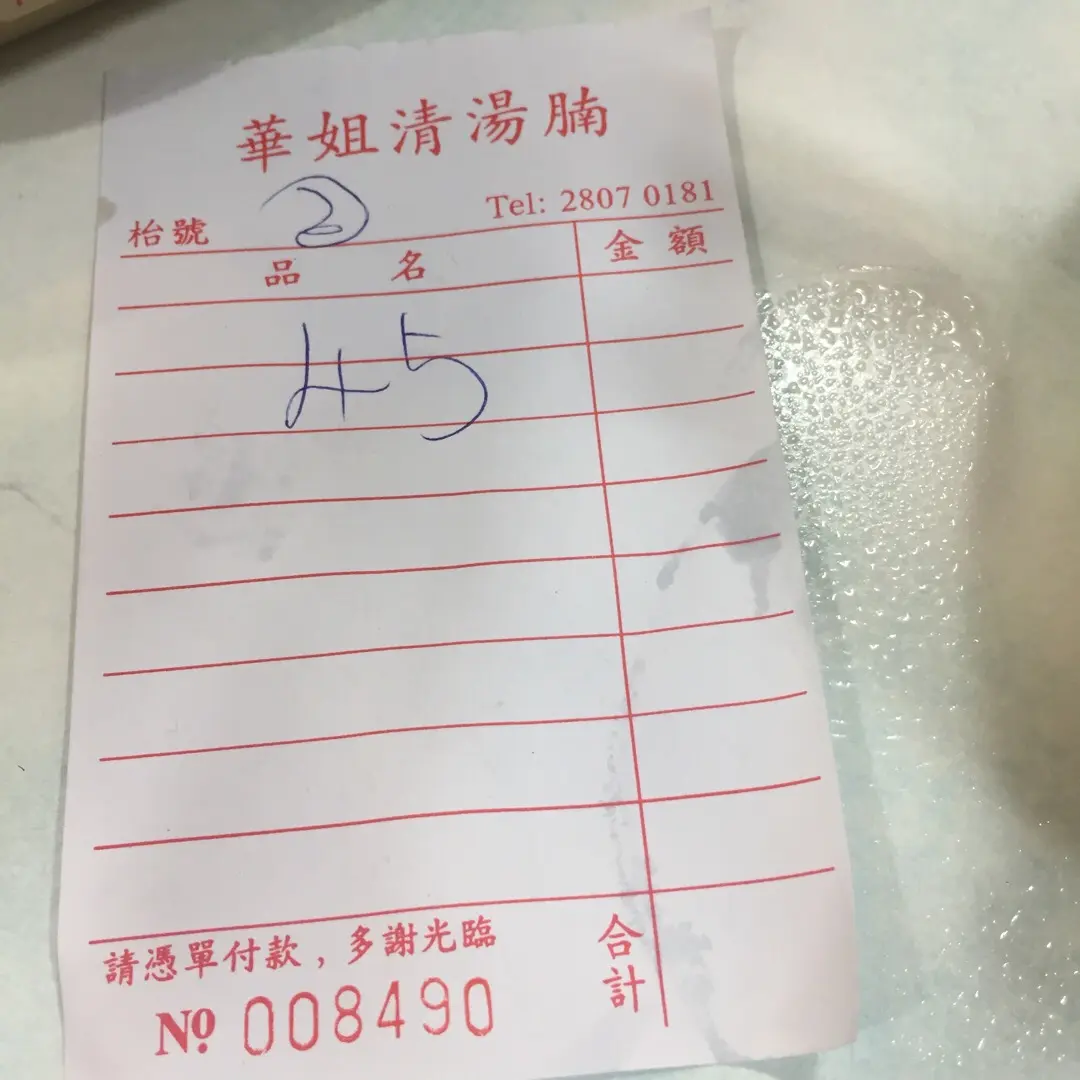 華姐清湯腩
枱號 2 Tel: 2807 0181
品名 金額
45
請憑單付款,多謝光臨 合計
Nº 008490